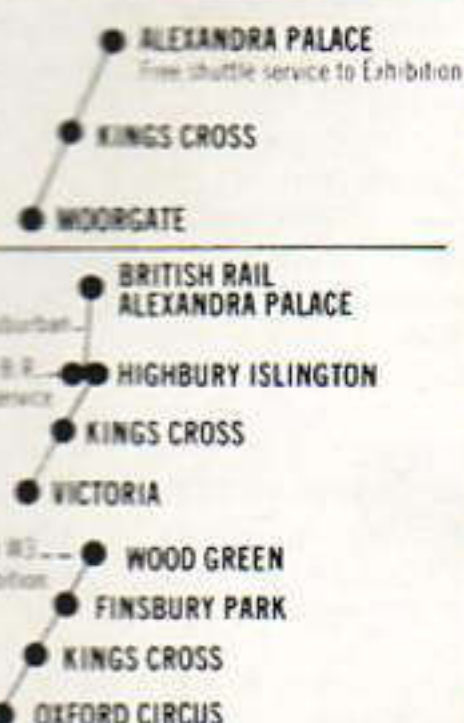 ALEXANDRA PALACE
Free shuttle service to Exhibition
KINGS CROSS
MOORGATE
BRITISH RAIL
ALEXANDRA PALACE
B.R.
HIGHBURY ISLINGTON
KINGS CROSS
VICTORIA
W3
WOOD GREEN
FINSBURY PARK
KINGS CROSS
OXFORD CIRCUS